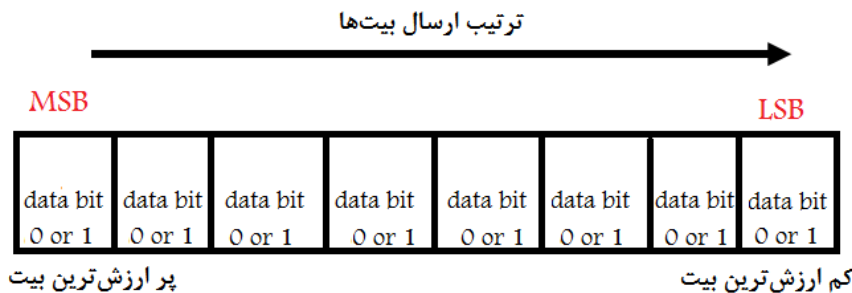 ترتیب ارسال بیت‌ها
MSB LSB
data bit data bit data bit data bit data bit data bit data bit data bit
0 or 1 0 or 1 0 or 1 0 or 1 0 or 1 0 or 1 0 or 1 0 or 1
پر ارزش‌ترین بیت کم ارزش‌ترین بیت